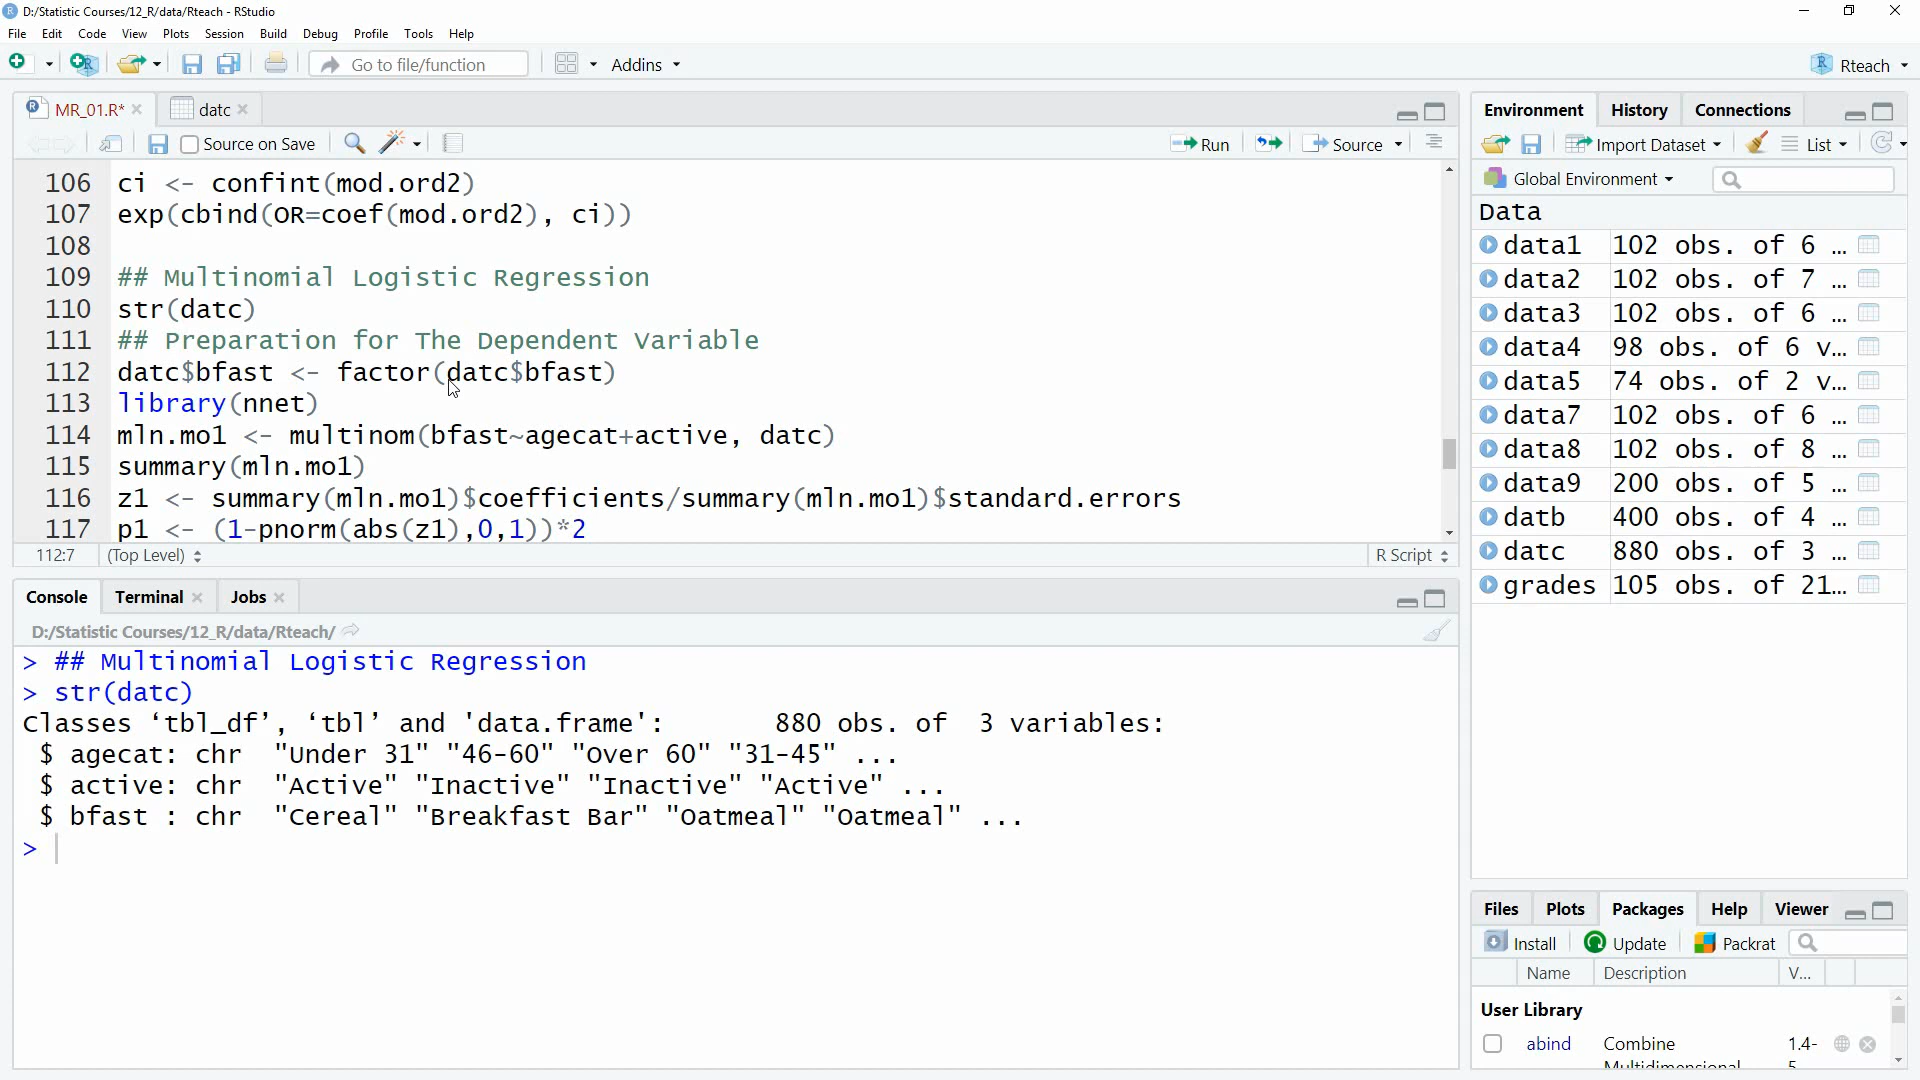 D:/Statistic Courses/12_R/data/Rteach - RStudio
File Edit Code View Plots Session Build Debug Profile Tools Help
Go to file/function Addins Rteach
MR_01.R* datc
Source on Save Run Source
106 ci <- confint(mod.ord2)
107 exp(cbind(OR=coef(mod.ord2), ci))
108
109 ## Multinomial Logistic Regression
110 str(datc)
111 ## Preparation for The Dependent Variable
112 datc$bfast <- factor(datc$bfast)
113 library(nnet)
114 mln.mo1 <- multinom(bfast~agecat+active, datc)
115 summary(mln.mo1)
116 z1 <- summary(mln.mo1)$coefficients/summary(mln.mo1)$standard.errors
117 p1 <- (1-pnorm(abs(z1),0,1))*2
112:7 (Top Level) R Script
Console Terminal Jobs
D:/Statistic Courses/12_R/data/Rteach/
> ## Multinomial Logistic Regression
> str(datc)
Classes ‘tbl_df’, ‘tbl’ and 'data.frame': 880 obs. of 3 variables:
$ agecat: chr "Under 31" "46-60" "Over 60" "31-45" ...
$ active: chr "Active" "Inactive" "Inactive" "Active" ...
$ bfast : chr "Cereal" "Breakfast Bar" "Oatmeal" "Oatmeal" ...
>
Environment History Connections
Import Dataset List
Global Environment
Data
data1 102 obs. of 6 ...
data2 102 obs. of 7 ...
data3 102 obs. of 6 ...
data4 98 obs. of 6 v...
data5 74 obs. of 2 v...
data7 102 obs. of 6 ...
data8 102 obs. of 8 ...
data9 200 obs. of 5 ...
datb 400 obs. of 4 ...
datc 880 obs. of 3 ...
grades 105 obs. of 21...
Files Plots Packages Help Viewer
Install Update Packrat
Name Description V...
User Library
abind Combine 1.4-
Multidimensional 5